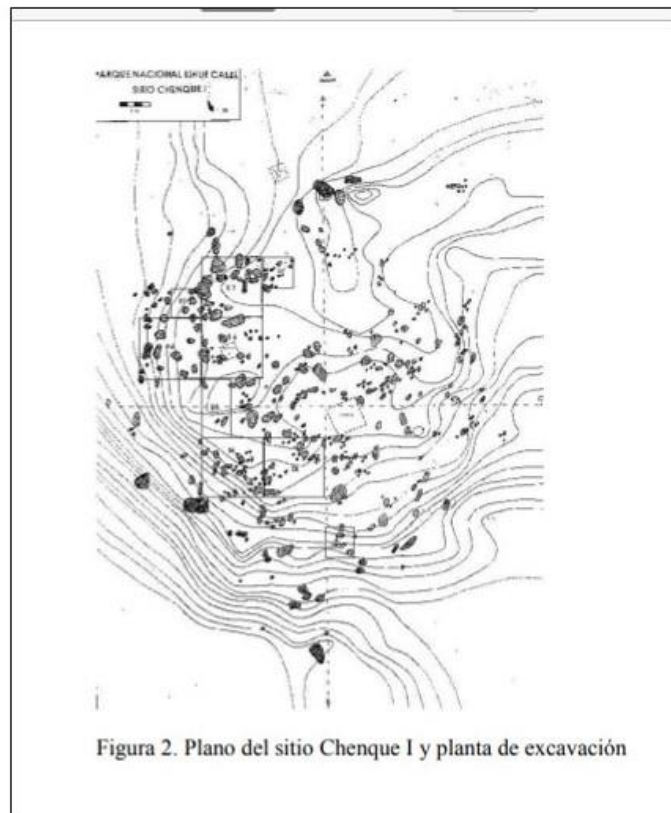 PARQUE NACIONAL LIHUE CALEL
SITIO CHENQUE I
Figura 2. Plano del sitio Chenque I y planta de excavación